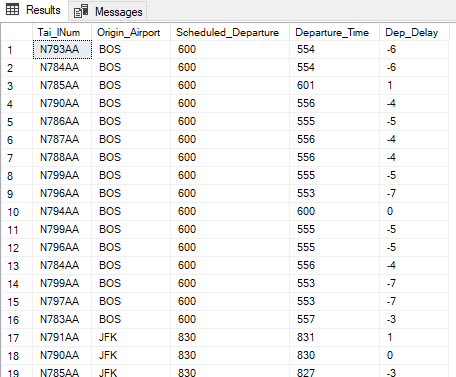 Results Messages
Tai_lNum Origin_Airport Scheduled_Departure Departure_Time Dep_Delay
1 N793AA BOS 600 554 -6
2 N784AA BOS 600 554 -6
3 N785AA BOS 600 601 1
4 N790AA BOS 600 556 -4
5 N786AA BOS 600 555 -5
6 N787AA BOS 600 556 -4
7 N788AA BOS 600 556 -4
8 N799AA BOS 600 555 -5
9 N796AA BOS 600 553 -7
10 N794AA BOS 600 600 0
11 N799AA BOS 600 555 -5
12 N796AA BOS 600 555 -5
13 N784AA BOS 600 556 -4
14 N799AA BOS 600 553 -7
15 N797AA BOS 600 553 -7
16 N783AA BOS 600 557 -3
17 N791AA JFK 830 831 1
18 N790AA JFK 830 830 0
19 N785AA JFK 830 827 -3